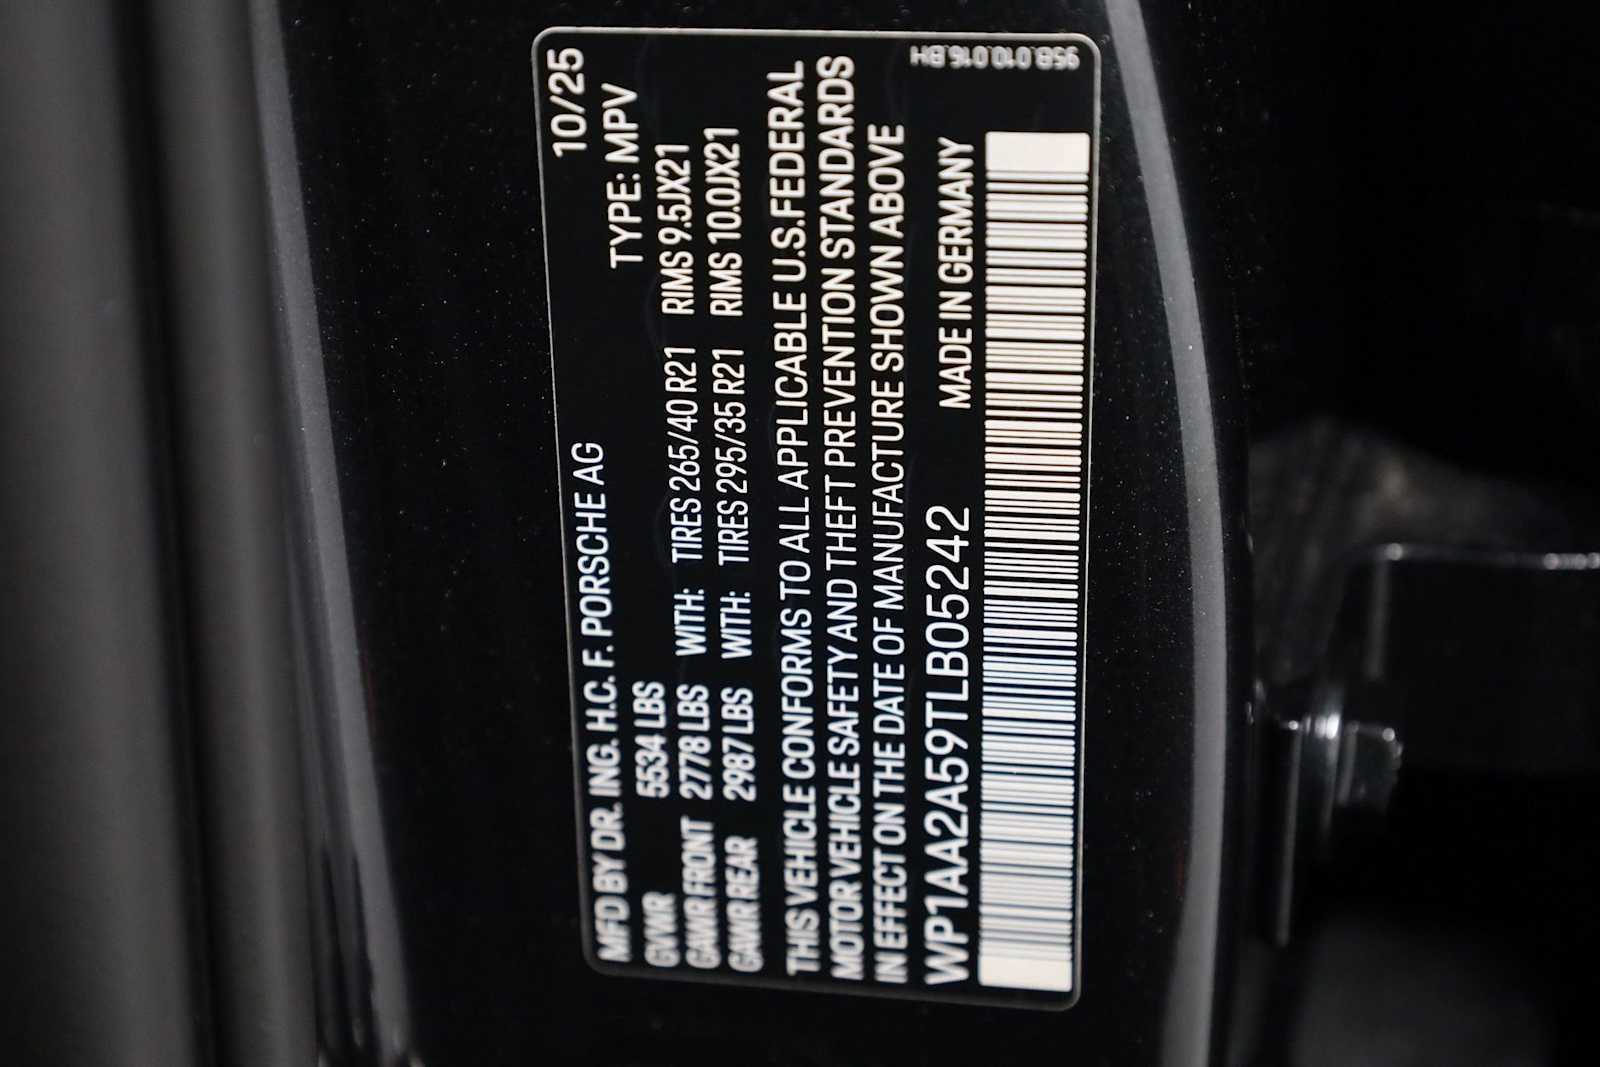 10/25
MFD BY DR. ING. H.C. F. PORSCHE AG
TYPE: MPV
GVWR 5534 LBS
GAWR FRONT 2778 LBS WITH: TIRES 265/40 R21 RIMS 9.5JX21
GAWR REAR 2987 LBS WITH: TIRES 295/35 R21 RIMS 10.0JX21
THIS VEHICLE CONFORMS TO ALL APPLICABLE U.S.FEDERAL
MOTOR VEHICLE SAFETY AND THEFT PREVENTION STANDARDS
IN EFFECT ON THE DATE OF MANUFACTURE SHOWN ABOVE
WP1AA2A59TLB05242 MADE IN GERMANY
95B.010.016.BH